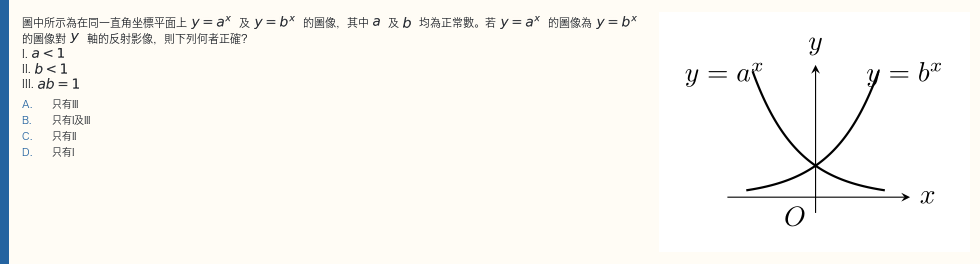 圖中所示為在同一直角坐標平面上 y = a^x 及 y = b^x 的圖像，其中 a 及 b 均為正常數。若 y = a^x 的圖像為 y = b^x
的圖像對 y 軸的反射影像，則下列何者正確?
I. a < 1
II. b < 1
III. ab = 1
A. 只有III
B. 只有I及III
C. 只有II
D. 只有I
y
y = a^x
y = b^x
x
O